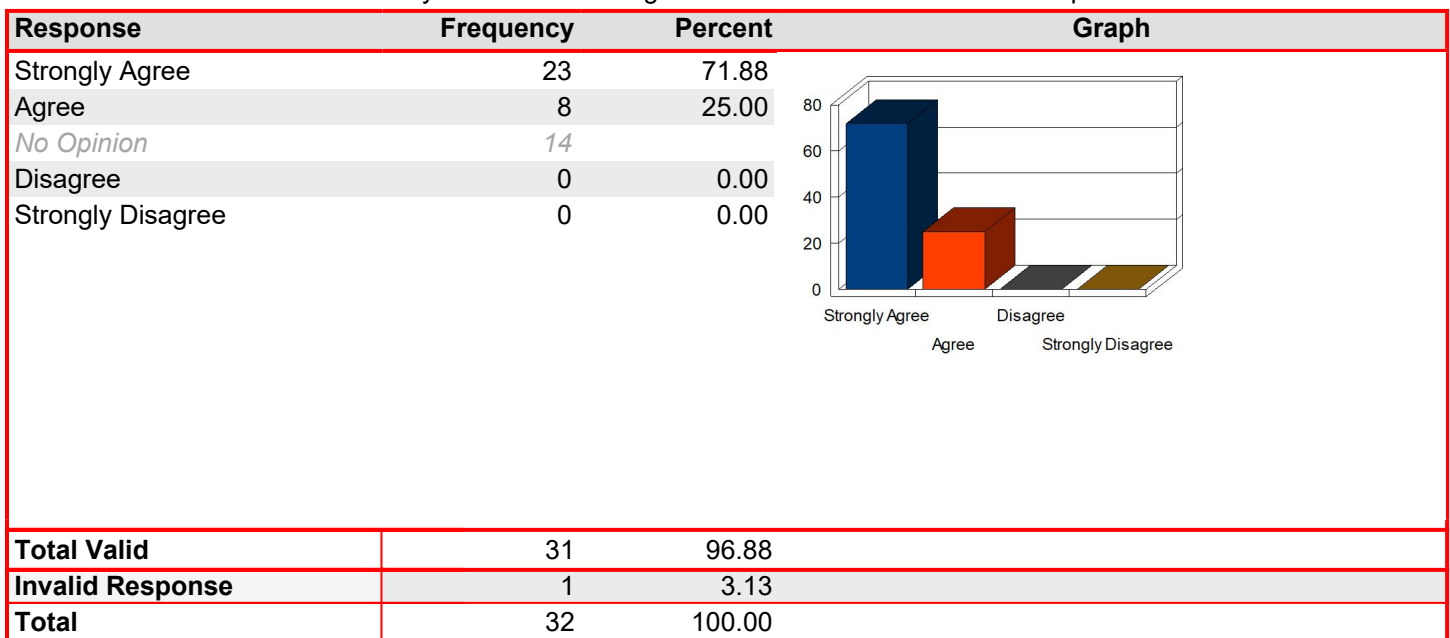 Response Frequency Percent Graph
Strongly Agree 23 71.88
Agree 8 25.00
No Opinion 14
Disagree 0 0.00
Strongly Disagree 0 0.00
80
60
40
20
0
Strongly Agree Disagree
Agree Strongly Disagree
Total Valid 31 96.88
Invalid Response 1 3.13
Total 32 100.00